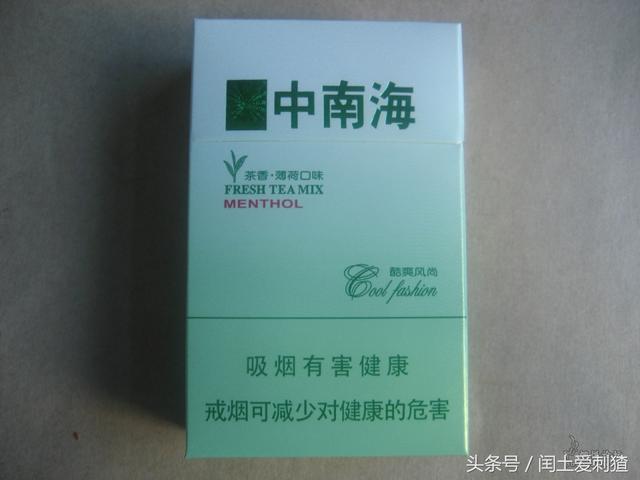 中南海
茶香·薄荷口味
FRESH TEA MIX
MENTHOL
酷爽风尚
Cool fashion
吸烟有害健康
戒烟可减少对健康的危害
头条号 / 闰土爱刺猹